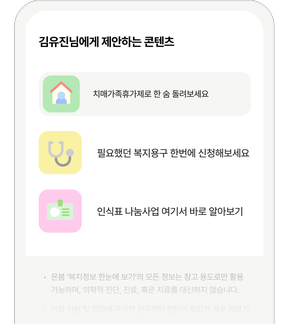 김유진님에게 제안하는 콘텐츠
치매가족휴가제로 한 숨 돌려보세요
필요했던 복지용구 한번에 신청해보세요
인식표 나눔사업 여기서 바로 알아보기
• 온봄 '복지정보 한눈에 보기'의 모든 정보는 참고 용도로만 활용
가능하며, 의학적 진단, 진료, 혹은 치료를 대신하지 않습니다.